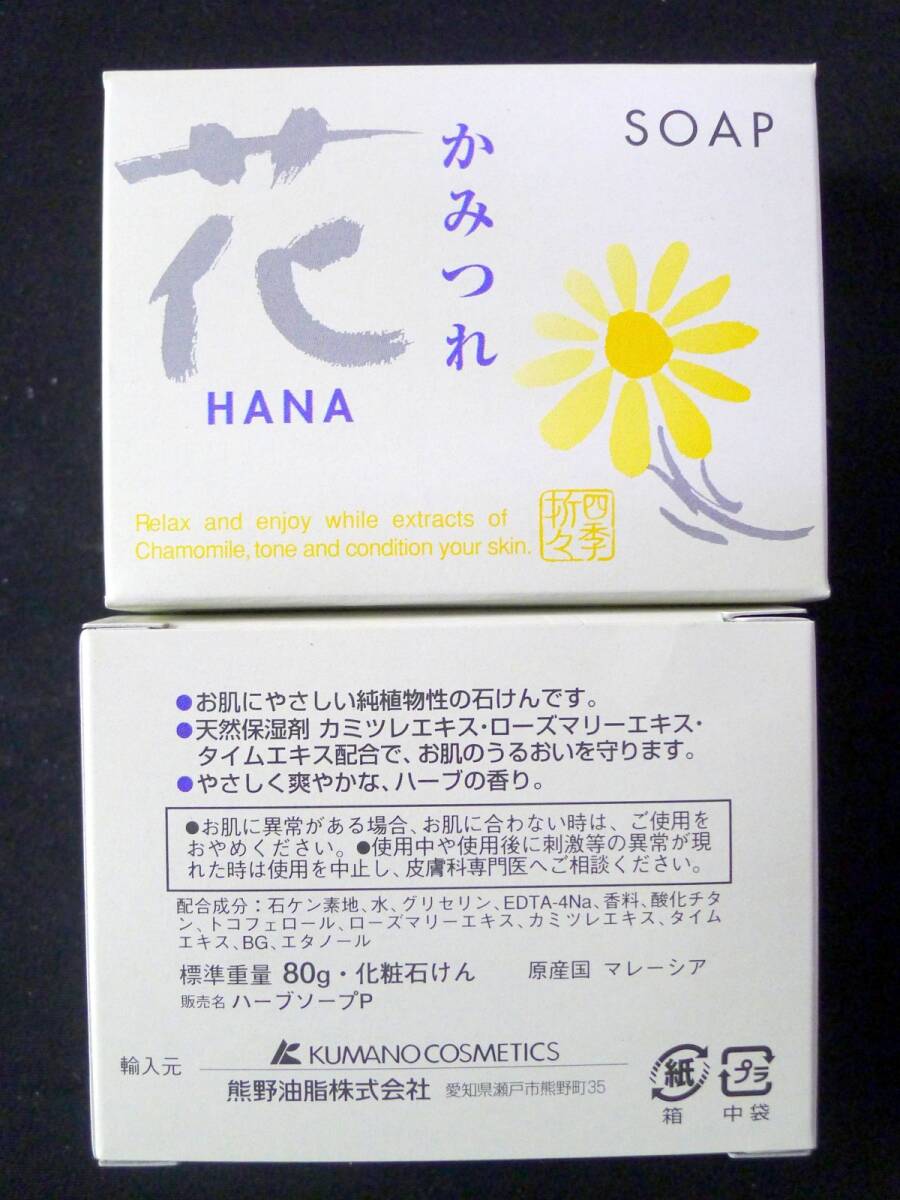 花
かみつれ
SOAP
HANA
Relax and enjoy while extracts of
Chamomile, tone and condition your skin.
四季
折々
●お肌にやさしい純植物性の石けんです。
●天然保湿剤 カミツレエキス・ローズマリーエキス・
タイムエキス配合で、お肌のうるおいを守ります。
●やさしく爽やかな、ハーブの香り。
●お肌に異常がある場合、お肌に合わない時は、ご使用を
おやめください。●使用中や使用後に刺激等の異常が現
れた時は使用を中止し、皮膚科専門医へご相談ください。
配合成分：石ケン素地、水、グリセリン、EDTA-4Na、香料、酸化チタ
ン、トコフェロール、ローズマリーエキス、カミツレエキス、タイム
エキス、BG、エタノール
標準重量 80g・化粧石けん 原産国 マレーシア
販売名 ハーブソープP
輸入元
KUMANO COSMETICS
熊野油脂株式会社 愛知県瀬戸市熊野町35
紙
箱
プラ
中袋